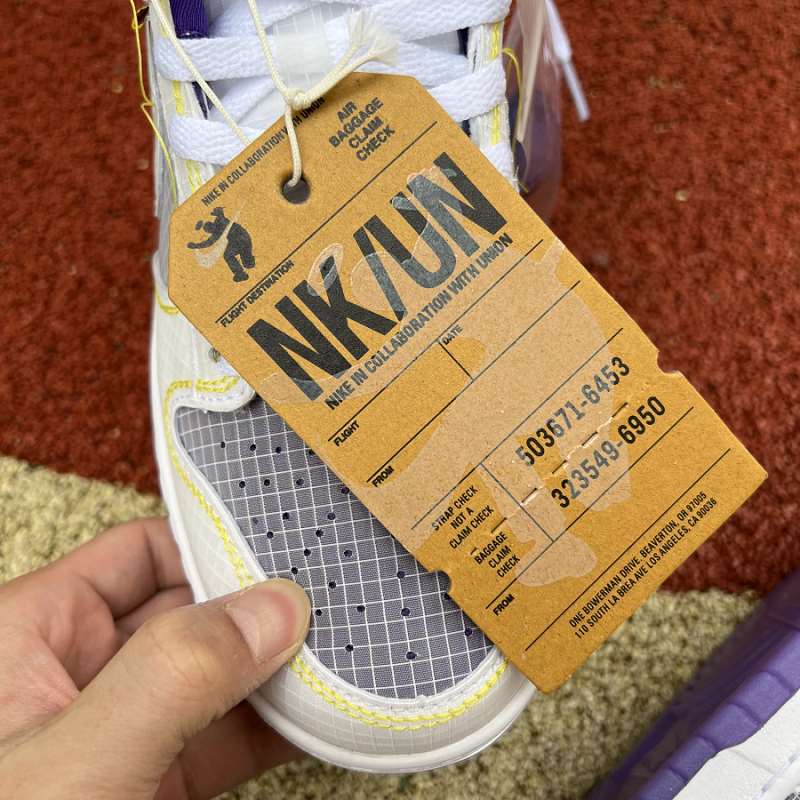 NIKE IN COLLABORATION WITH UNION
AIR
BAGGAGE
CLAIM
CHECK
FLIGHT DESTINATION
NK/UN
NIKE IN COLLABORATION WITH UNION
FLIGHT
DATE
FROM
STRAP CHECK
NOT A
CLAIM CHECK
503671-6453
BAGGAGE
CLAIM
CHECK
323549-6950
FROM
ONE BOWERMAN DRIVE, BEAVERTON, OR 97005
110 SOUTH LA BREA AVE LOS ANGELES, CA 90036